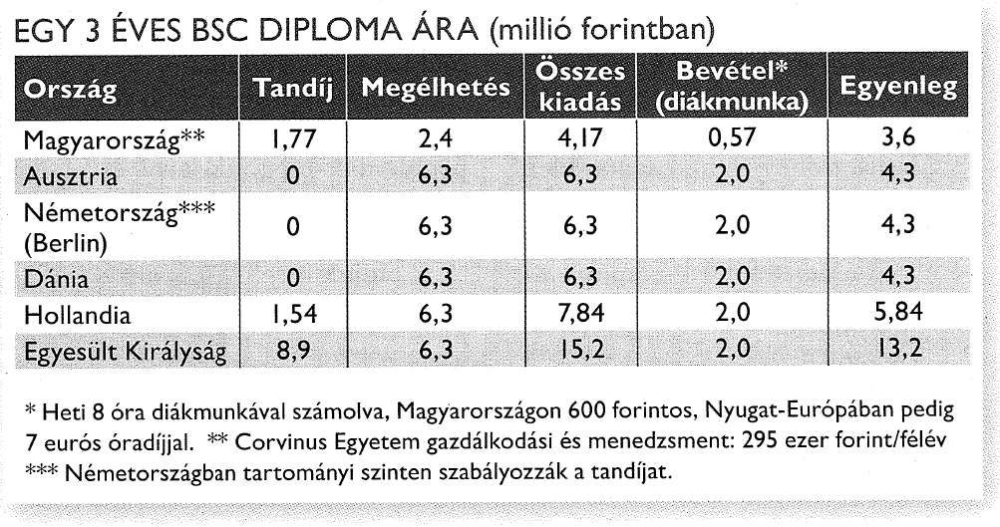 EGY 3 ÉVES BSC DIPLOMA ÁRA (millió forintban)
Ország Tandíj Megélhetés Összes kiadás Bevétel* (diákmunka) Egyenleg
Magyarország** 1,77 2,4 4,17 0,57 3,6
Ausztria 0 6,3 6,3 2,0 4,3
Németország*** (Berlin) 0 6,3 6,3 2,0 4,3
Dánia 0 6,3 6,3 2,0 4,3
Hollandia 1,54 6,3 7,84 2,0 5,84
Egyesült Királyság 8,9 6,3 15,2 2,0 13,2
* Heti 8 óra diákmunkával számolva, Magyarországon 600 forintos, Nyugat-Európában pedig
7 eurós óradíjjal. ** Corvinus Egyetem gazdálkodási és menedzsment: 295 ezer forint/félév
*** Németországban tartományi szinten szabályozzák a tandíjat.